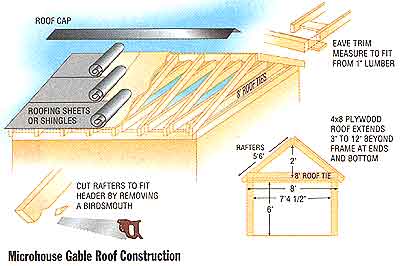 ROOF CAP
EAVE TRIM
MEASURE TO FIT
FROM 1" LUMBER
8' ROOF TIES
ROOFING SHEETS
OR SHINGLES
4x8 PLYWOOD
ROOF EXTENDS
3" TO 12" BEYOND
FRAME AT ENDS
AND BOTTOM
RAFTERS
5'6"
2'
8' ROOF TIE
8'
7'4 1/2"
6'
CUT RAFTERS TO FIT
HEADER BY REMOVING
A BIRDSMOUTH
Microhouse Gable Roof Construction